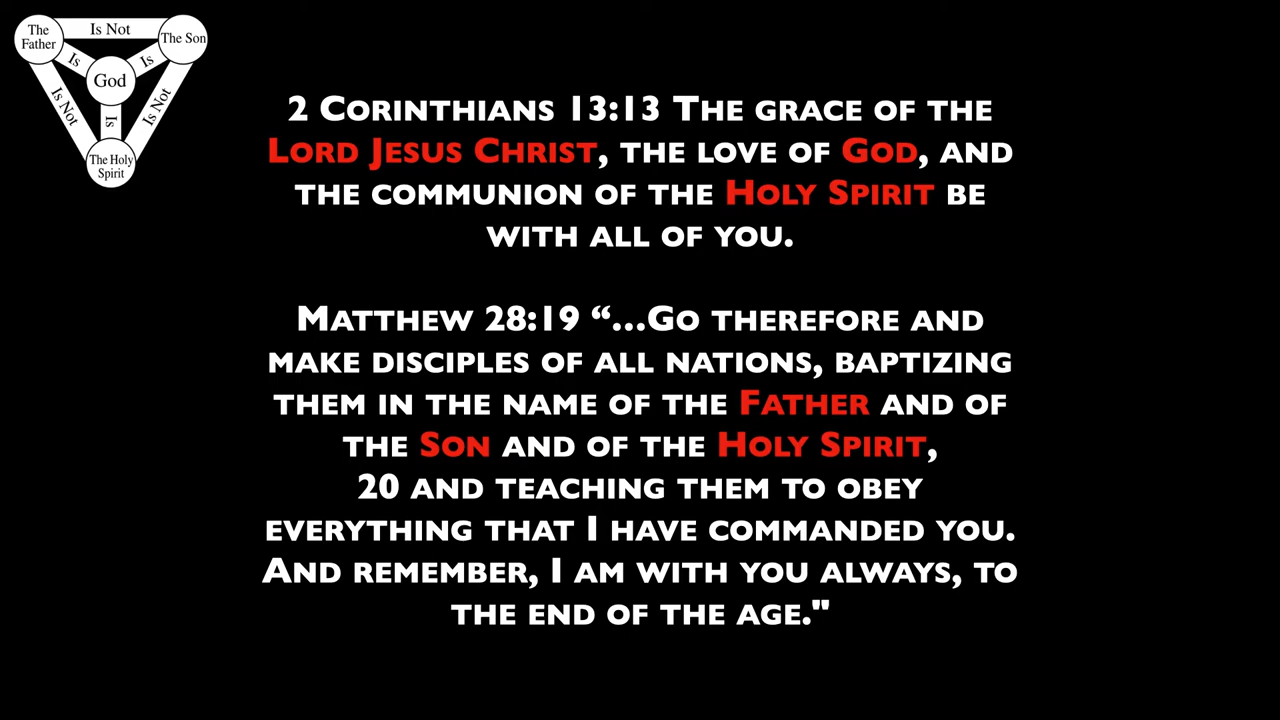 The Father
Is Not
The Son
Is
Is
God
Is Not
Is
Is Not
The Holy Spirit
2 Corinthians 13:13 The grace of the
Lord Jesus Christ, the love of God, and
the communion of the Holy Spirit be
with all of you.
Matthew 28:19 “…Go therefore and
make disciples of all nations, baptizing
them in the name of the Father and of
the Son and of the Holy Spirit,
20 and teaching them to obey
everything that I have commanded you.
And remember, I am with you always, to
the end of the age."